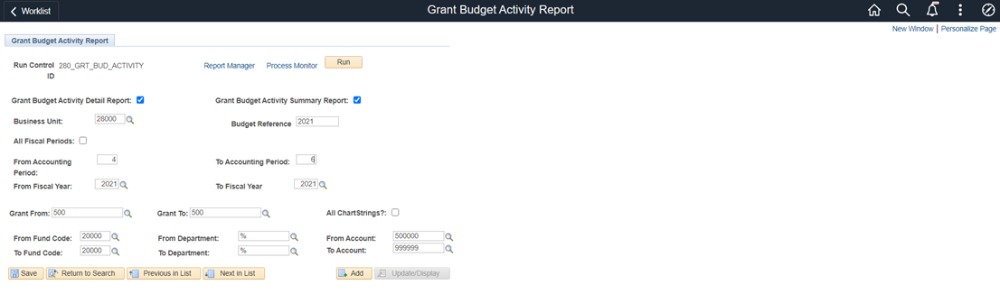 Worklist
Grant Budget Activity Report
New Window | Personalize Page
Grant Budget Activity Report
Run Control ID 280_GRT_BUD_ACTIVITY Report Manager Process Monitor Run
Grant Budget Activity Detail Report: Grant Budget Activity Summary Report:
Business Unit: 28000 Budget Reference 2021
All Fiscal Periods:
From Accounting Period: 4 To Accounting Period: 6
From Fiscal Year: 2021 To Fiscal Year 2021
Grant From: 500 Grant To: 500 All ChartStrings?:
From Fund Code: 20000 From Department: % From Account: 500000
To Fund Code: 20000 To Department: % To Account: 999999
Save Return to Search Previous in List Next in List Add Update/Display